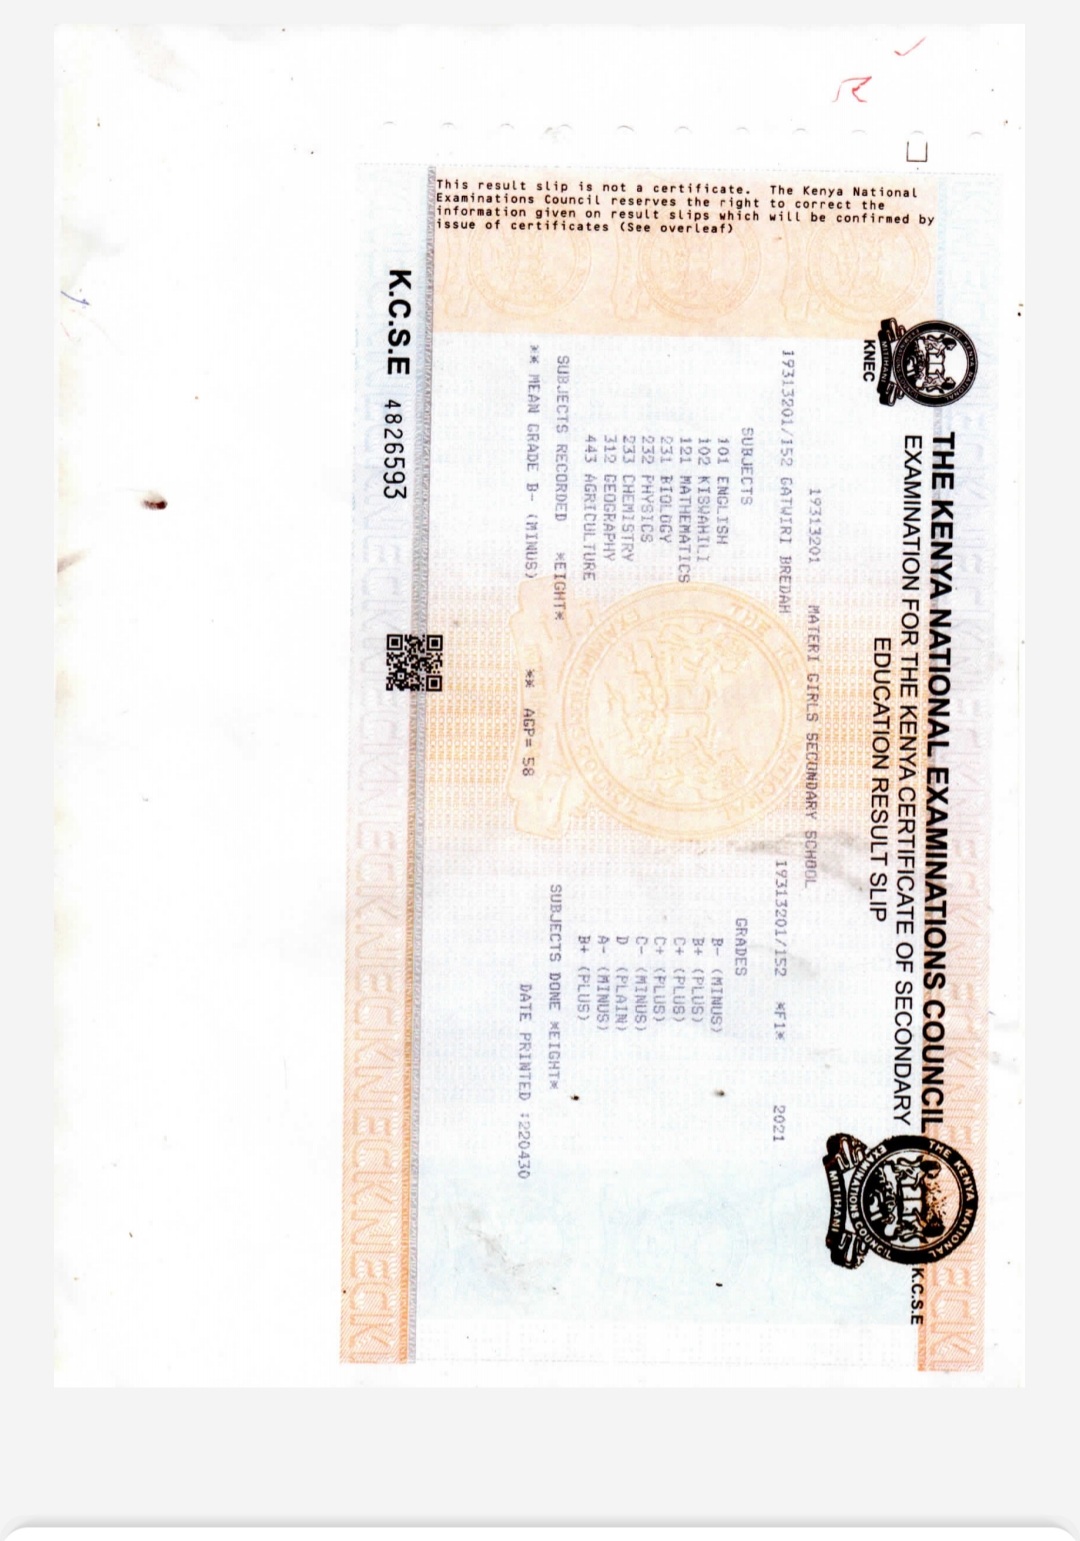 This result slip is not a certificate. The Kenya National
Examinations Council reserves the right to correct the
information given on result slips which will be confirmed by
issue of certificates (See overleaf)
KNEC
THE KENYA NATIONAL EXAMINATIONS COUNCIL
EXAMINATION FOR THE KENYA CERTIFICATE OF SECONDARY
EDUCATION RESULT SLIP
THE KENYA NATIONAL
EXAMINATIONS COUNCIL
MITIHANI
K.C.S.E
19313201 MATERI GIRLS SECONDARY SCHOOL
19313201/152 GATWIRI BREDAH 19313201/152 *F1* 2021
SUBJECTS GRADES
101 ENGLISH B- (MINUS)
102 KISWAHILI B+ (PLUS)
121 MATHEMATICS C+ (PLUS)
231 BIOLOGY C+ (PLUS)
232 PHYSICS C- (MINUS)
233 CHEMISTRY D (PLAIN)
312 GEOGRAPHY A- (MINUS)
443 AGRICULTURE B+ (PLUS)
SUBJECTS RECORDED *EIGHT* SUBJECTS DONE *EIGHT*
** MEAN GRADE B- (MINUS) ** AGP= 58 DATE PRINTED :220430
K.C.S.E 4826593